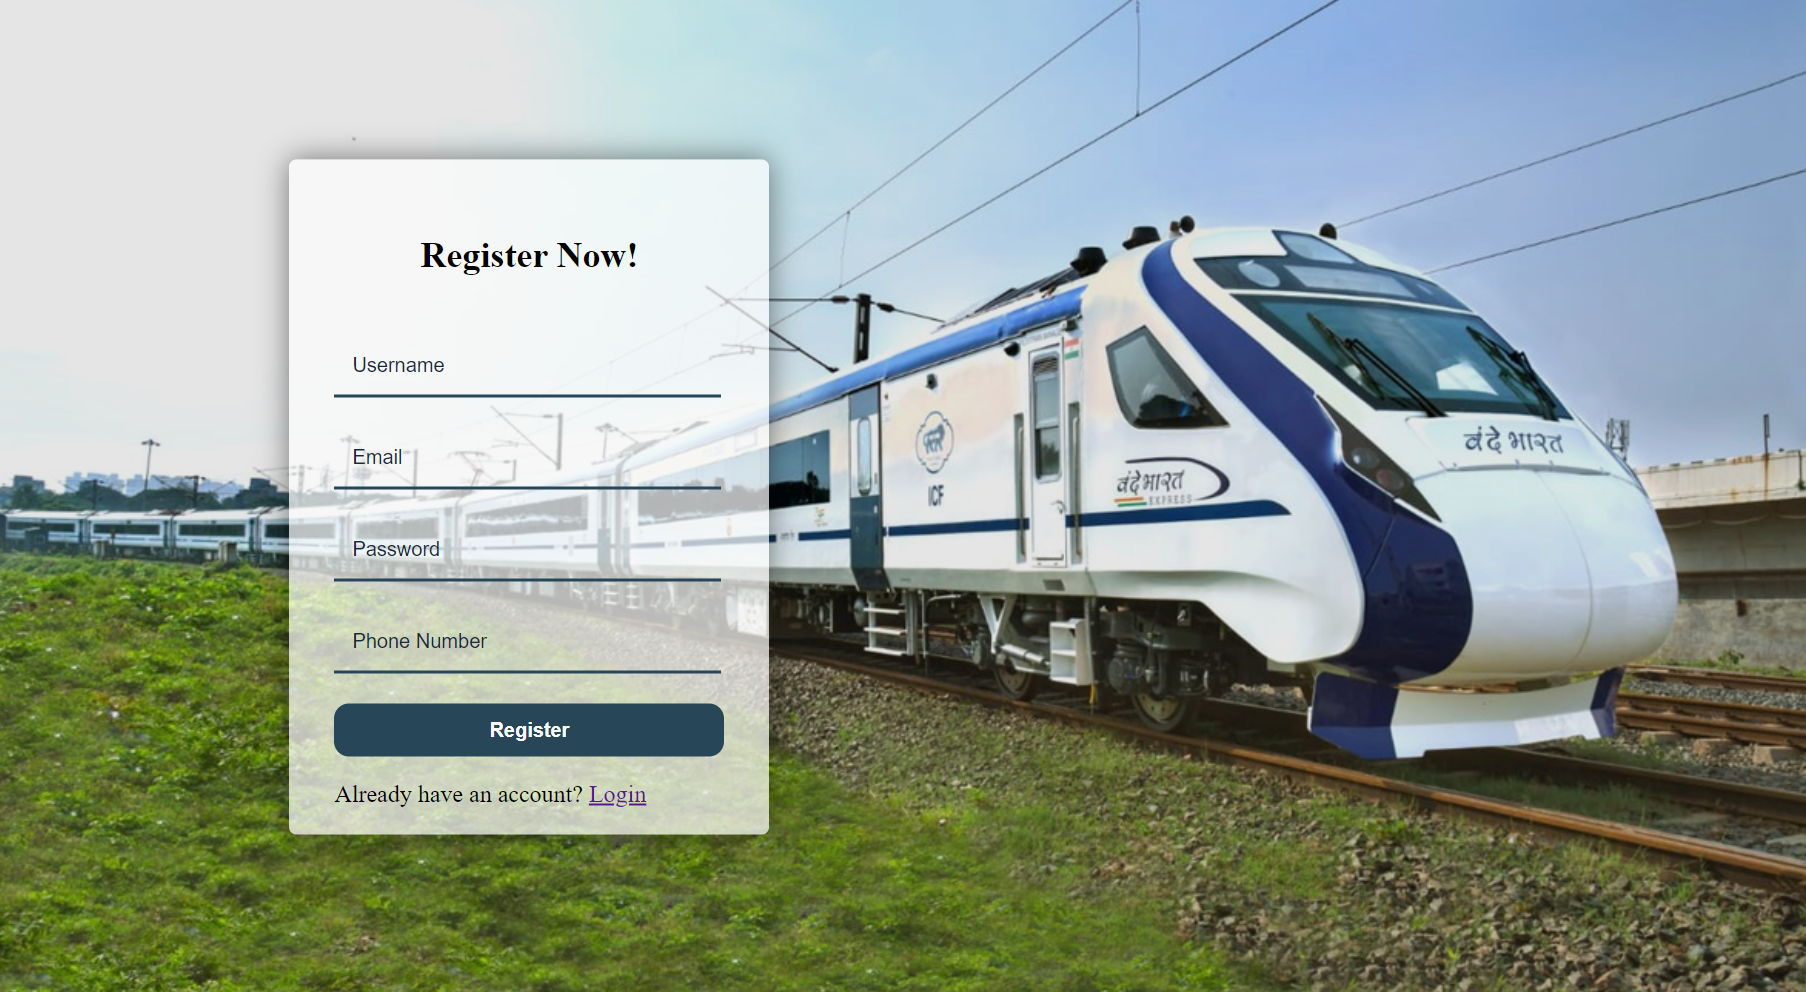 Register Now!
Username
Email
Password
Phone Number
Register
Already have an account? Login
वंदे भारत
वंदे भारत
EXPRESS
ICF